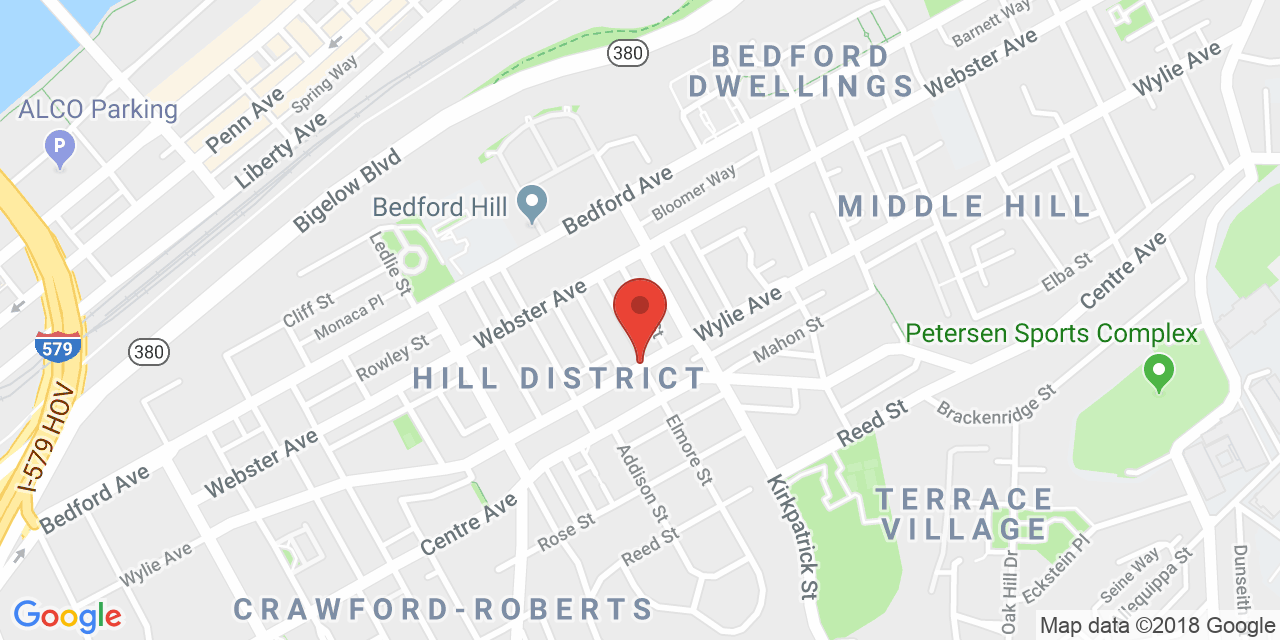 Barnett Way
380
BEDFORD
DWELLINGS
Webster Ave
Wylie Ave
Spring Way
Penn Ave
ALCO Parking
P
Liberty Ave
Bigelow Blvd
Bedford Ave
Bloomer Way
Bedford Hill
MIDDLE HILL
Ledlie St
Elba St
Centre Ave
Cliff St
Monaca Pl
Webster Ave
Wylie Ave
Mahon St
Petersen Sports Complex
579
380
Rowley St
HILL DISTRICT
I-579 HOV
Brackenridge St
Reed St
Elmore St
Webster Ave
Addison St
Bedford Ave
Kirkpatrick St
TERRACE
VILLAGE
Centre Ave
Rose St
Reed St
Wylie Ave
Oak Hill Dr
Eckstein Pl
Seine Way
Dunseith
CRAWFORD-ROBERTS
Google
Map data ©2018 Google